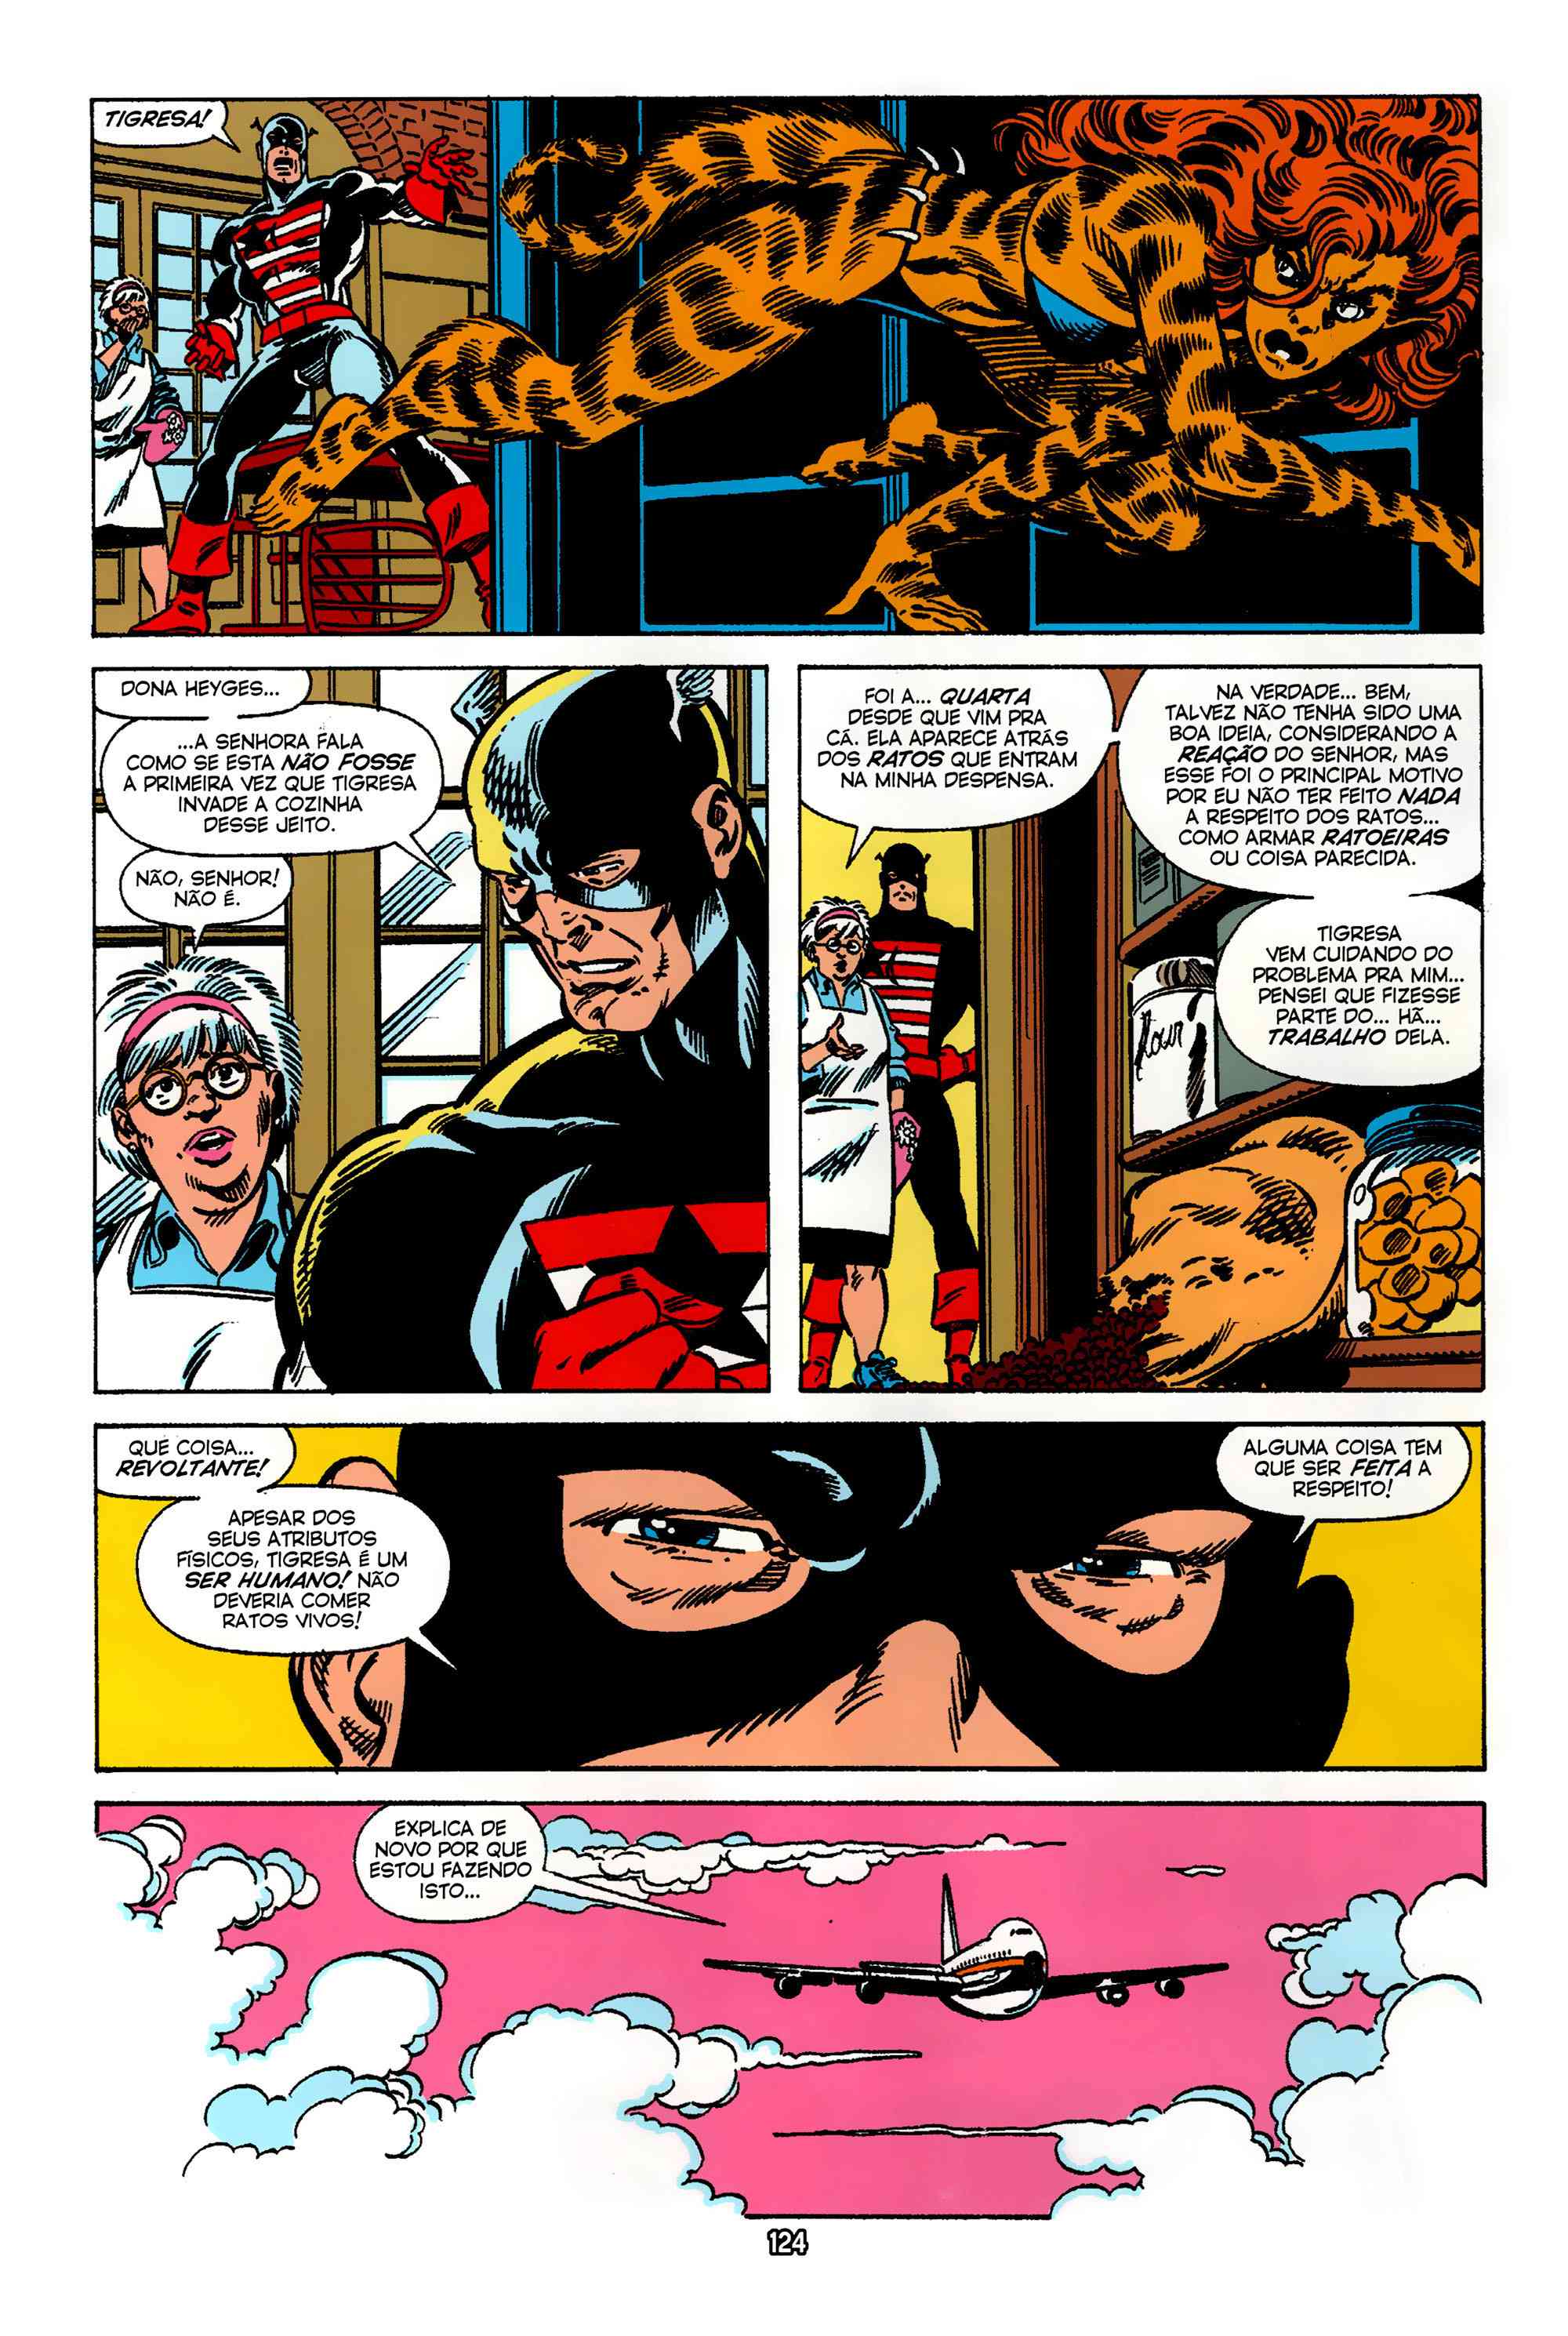 TIGRESA!
DONA HEYGES...
...A SENHORA FALA
COMO SE ESTA NÃO FOSSE
A PRIMEIRA VEZ QUE TIGRESA
INVADE A COZINHA
DESSE JEITO.
NÃO, SENHOR!
NÃO É.
FOI A... QUARTA
DESDE QUE VIM PRA
CÁ. ELA APARECE ATRÁS
DOS RATOS QUE ENTRAM
NA MINHA DESPENSA.
NA VERDADE... BEM,
TALVEZ NÃO TENHA SIDO UMA
BOA IDEIA, CONSIDERANDO A
REAÇÃO DO SENHOR, MAS
ESSE FOI O PRINCIPAL MOTIVO
POR EU NÃO TER FEITO NADA
A RESPEITO DOS RATOS...
COMO ARMAR RATOEIRAS
OU COISA PARECIDA.
TIGRESA
VEM CUIDANDO DO
PROBLEMA PRA MIM...
PENSEI QUE FIZESSE
PARTE DO... HÃ...
TRABALHO DELA.
flour
QUE COISA...
REVOLTANTE!
APESAR DOS
SEUS ATRIBUTOS
FÍSICOS, TIGRESA É UM
SER HUMANO! NÃO
DEVERIA COMER
RATOS VIVOS!
ALGUMA COISA TEM
QUE SER FEITA A
RESPEITO!
EXPLICA DE
NOVO POR QUE
ESTOU FAZENDO
ISTO...
124